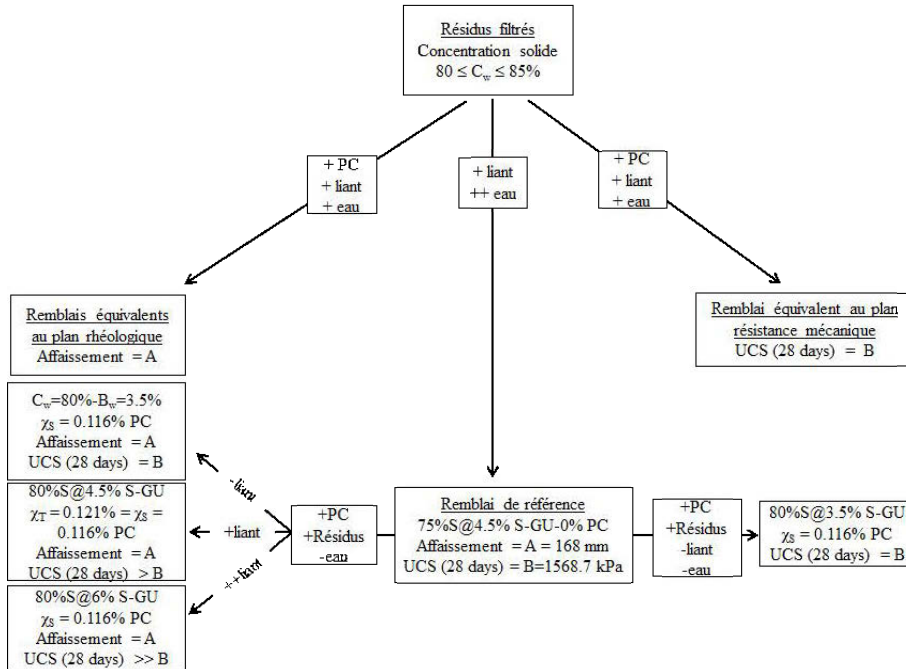 Résidus filtrés
Concentration solide
80 ≤ Cw ≤ 85%
+ PC
+ liant
+ eau
+ liant
++ eau
+ PC
+ liant
+ eau
Remblais équivalents
au plan rhéologique
Affaissement = A
Remblai équivalent au plan
résistance mécanique
UCS (28 days) = B
Cw=80%-Bw=3.5%
χS = 0.116% PC
Affaissement = A
UCS (28 days) = B
80%S@4.5% S-GU
χT = 0.121% = χS =
0.116% PC
Affaissement = A
UCS (28 days) > B
80%S@6% S-GU
χS = 0.116% PC
Affaissement = A
UCS (28 days) >> B
-liant
+liant
++liant
+PC
+Résidus
-eau
Remblai de référence
75%S@4.5% S-GU-0% PC
Affaissement = A = 168 mm
UCS (28 days) = B=1568.7 kPa
+PC
+Résidus
-liant
-eau
80%S@3.5% S-GU
χS = 0.116% PC
UCS (28 days) = B